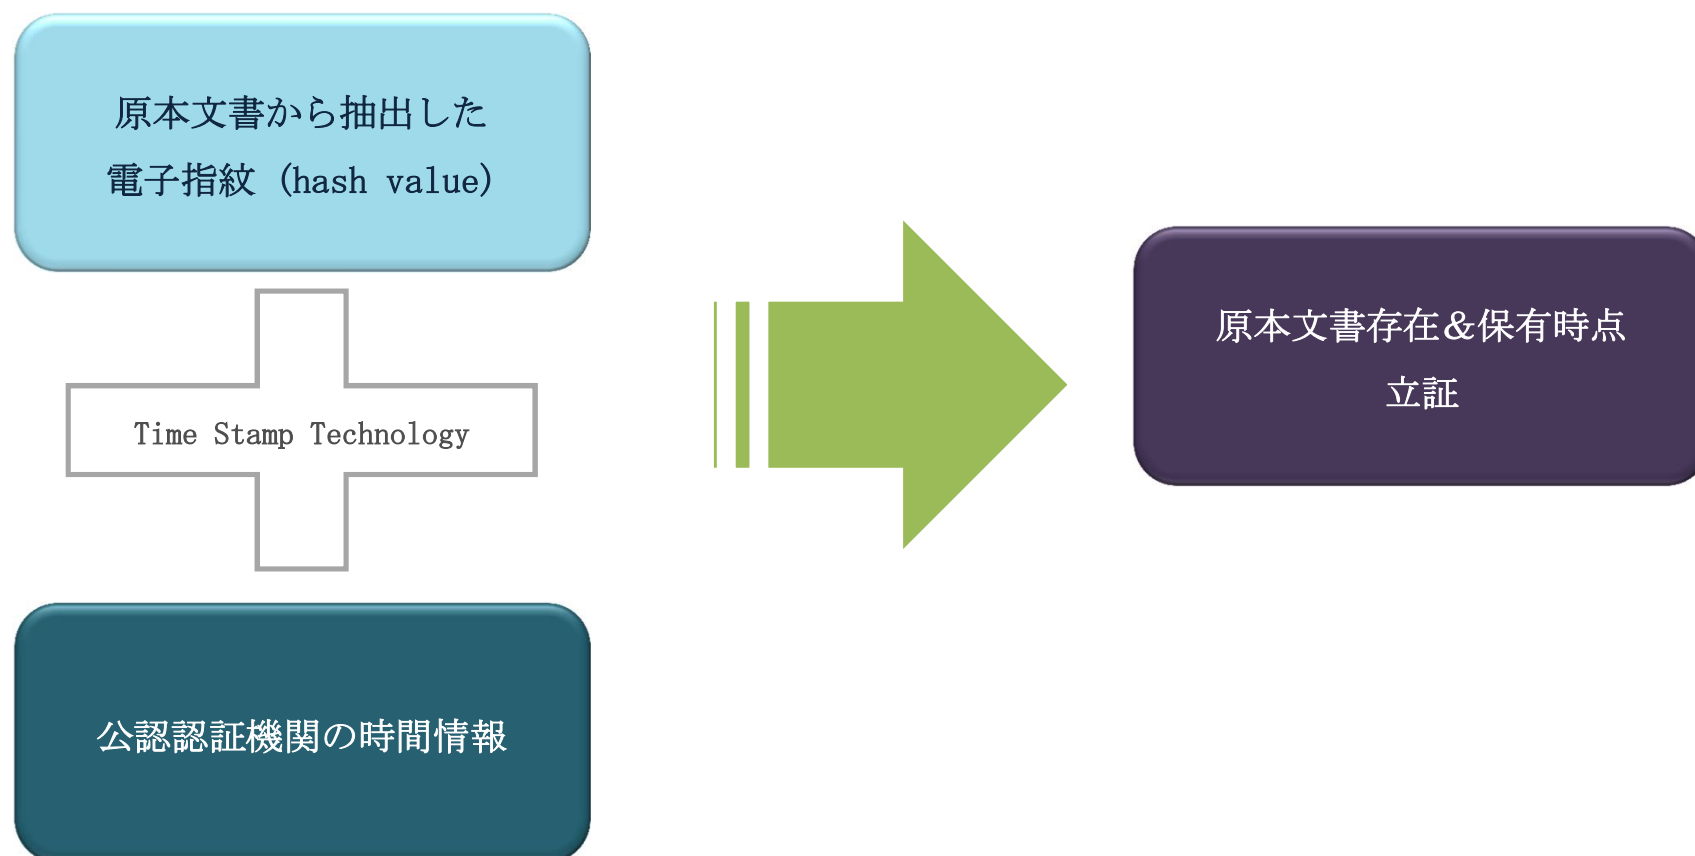 原本文書から抽出した
電子指紋 (hash value)
Time Stamp Technology
公認認証機関の時間情報
原本文書存在＆保有時点
立証